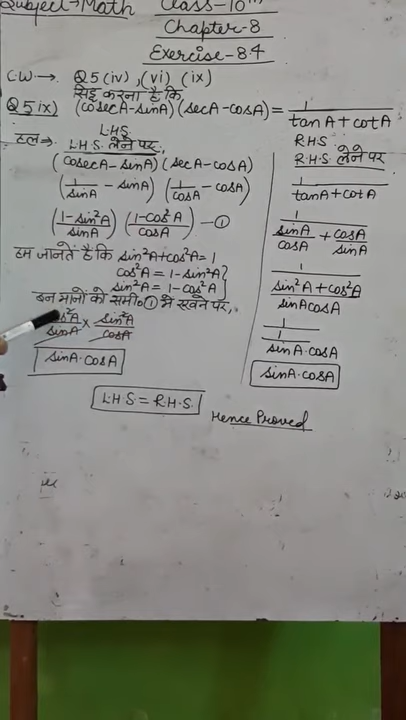 Subject→Math Class-10th
Chapter-8
Exercise-8.4
C.W→ Q5(iv),(vi)(ix)
सिद्ध करना है कि
Q5ix) (cosecA-sinA)(secA-cosA)= 1/(tanA+cotA)
हल→ L.H.S.
L.H.S. लेने पर,
(cosecA-sinA)(secA-cosA)
(1/sinA - sinA)(1/cosA - cosA)
((1-sin²A)/sinA)((1-cos²A)/cosA) —①
हम जानते हैं कि sin²A+cos²A=1
cos²A=1-sin²A
sin²A=1-cos²A}
इन मानों को समी० ① में रखने पर,
cos²A/sinA × sin²A/cosA
sinA·cosA
R.H.S
R.H.S. लेने पर
1/(tanA+cotA)
1/(sinA/cosA + cosA/sinA)
1/((sin²A+cos²A)/(sinAcosA))
1/(1/(sinA·cosA))
sinA·cosA
L.H.S=R.H.S.
Hence Proved